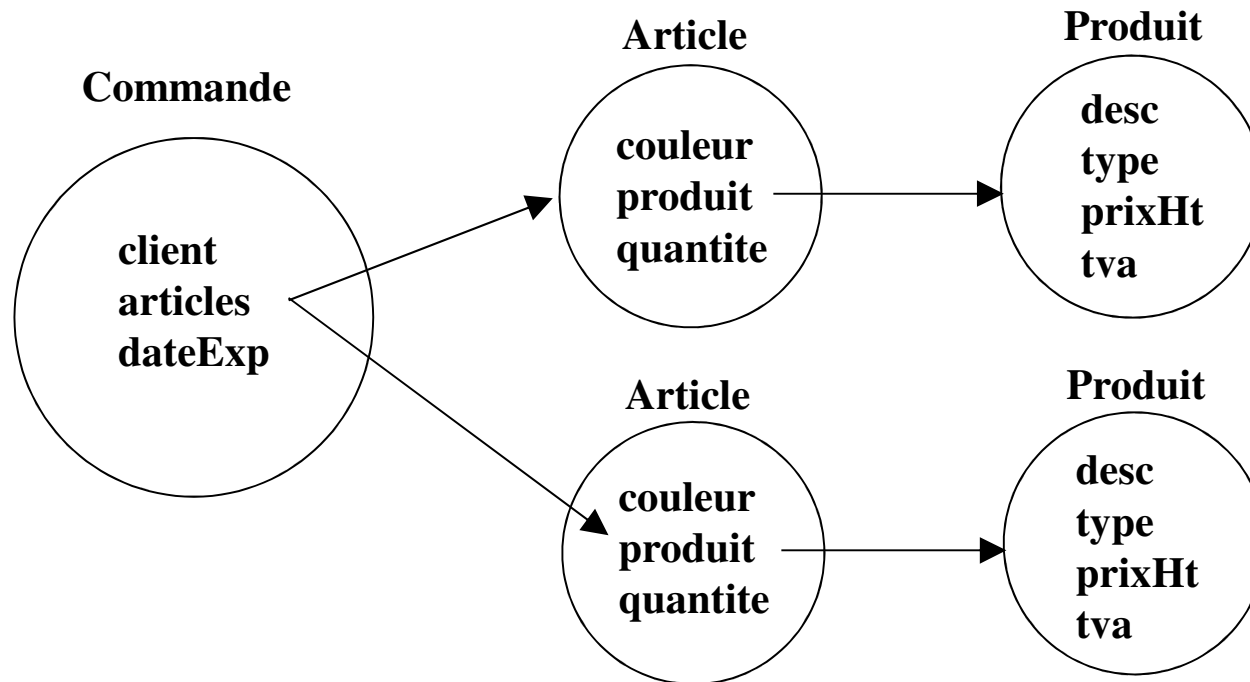 Commande
client
articles
dateExp
Article
couleur
produit
quantite
Produit
desc
type
prixHt
tva
Article
couleur
produit
quantite
Produit
desc
type
prixHt
tva